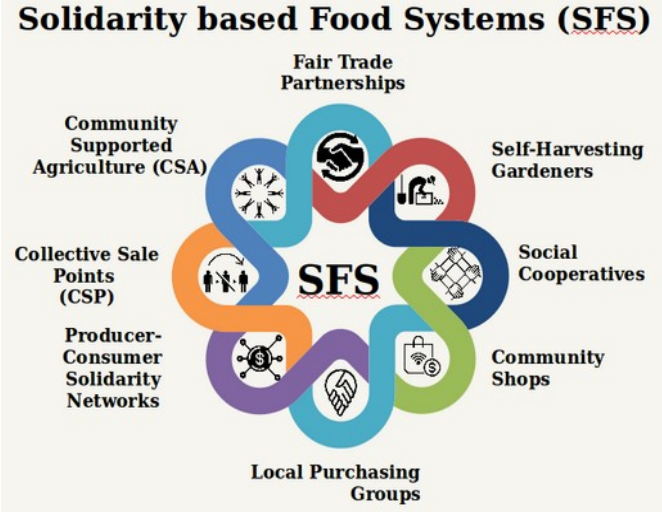 Solidarity based Food Systems (SFS)
Fair Trade
Partnerships
Community
Supported
Agriculture (CSA)
Self-Harvesting
Gardeners
Collective Sale
Points
(CSP)
SFS
Social
Cooperatives
Producer-
Consumer
Solidarity
Networks
$
$
Community
Shops
Local Purchasing
Groups